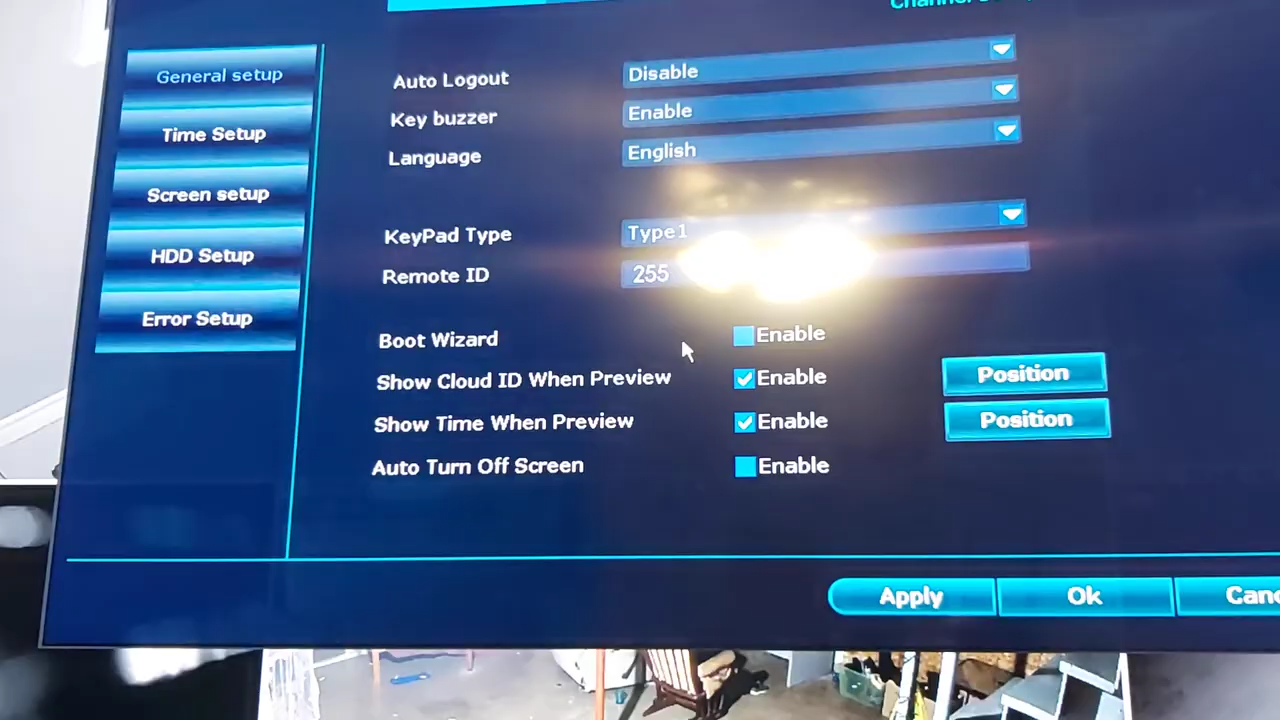 General setup
Time Setup
Screen setup
HDD Setup
Error Setup
Auto Logout Disable
Key buzzer Enable
Language English
KeyPad Type Type1
Remote ID 255
Boot Wizard Enable
Show Cloud ID When Preview Enable Position
Show Time When Preview Enable Position
Auto Turn Off Screen Enable
Apply Ok